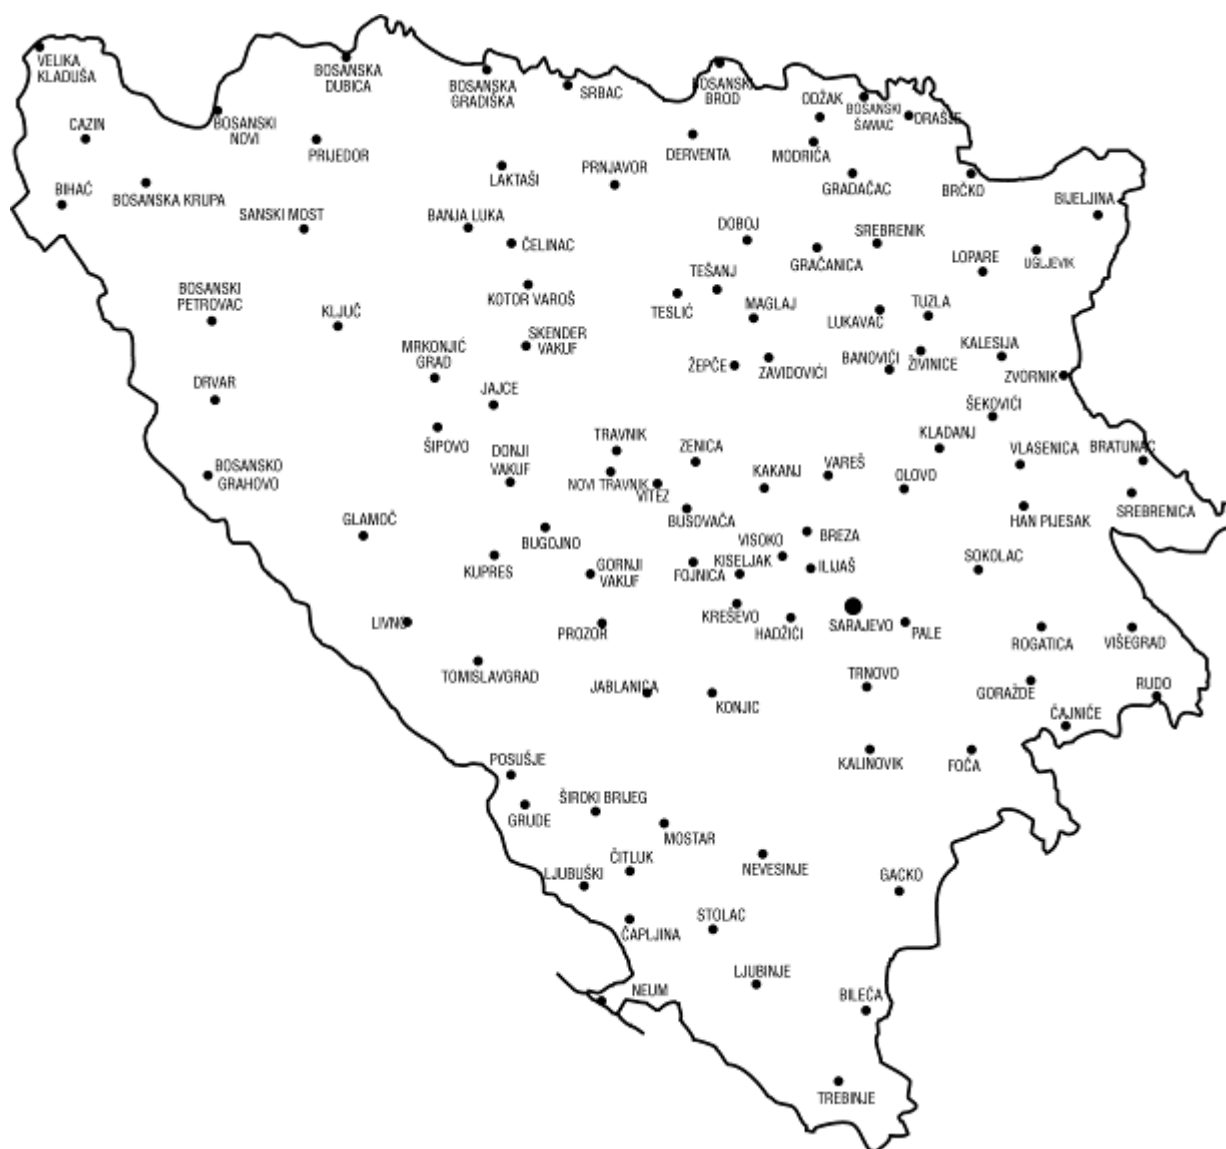 VELIKA
KLADUŠA
BOSANSKA
DUBICA
BOSANSKA
GRADIŠKA
SRBAC
BOSANSKI
BROD
ODŽAK
BOSANSKI
ŠAMAC
ORAŠJE
CAZIN
BOSANSKI
NOVI
PRIJEDOR
LAKTAŠI
PRNJAVOR
DERVENTA
MODRIČA
GRADAČAC
BRČKO
BIJELJINA
BIHAĆ
BOSANSKA KRUPA
SANSKI MOST
BANJA LUKA
ČELINAC
DOBOJ
GRAČANICA
SREBRENIK
LOPARE
UGLJEVIK
BOSANSKI
PETROVAC
KLJUČ
KOTOR VAROŠ
TESLIĆ
TEŠANJ
MAGLAJ
LUKAVAC
TUZLA
SKENDER
VAKUF
MRKONJIĆ
GRAD
ŽEPČE
ZAVIDOVIĆI
BANOVIĆI
ŽIVINICE
KALESIJA
ZVORNIK
DRVAR
JAJCE
ŠEKOVIĆI
ŠIPOVO
DONJI
VAKUF
TRAVNIK
NOVI TRAVNIK
VITEZ
ZENICA
KAKANJ
VAREŠ
KLADANJ
OLOVO
VLASENICA
BRATUNAC
BOSANSKO
GRAHOVO
GLAMOČ
BUGOJNO
BUSOVAČA
VISOKO
BREZA
HAN PIJESAK
SREBRENICA
KUPRES
GORNJI
VAKUF
FOJNICA
KISELJAK
ILIJAŠ
SOKOLAC
LIVNO
PROZOR
KREŠEVO
HADŽIĆI
SARAJEVO
PALE
ROGATICA
VIŠEGRAD
TOMISLAVGRAD
JABLANICA
KONJIC
TRNOVO
GORAŽDE
RUDO
ČAJNIČE
KALINOVIK
FOČA
POSUŠJE
GRUDE
ŠIROKI BRIJEG
MOSTAR
NEVESINJE
GACKO
LJUBUŠKI
ČITLUK
ČAPLJINA
STOLAC
LJUBINJE
NEUM
BILEĆA
TREBINJE